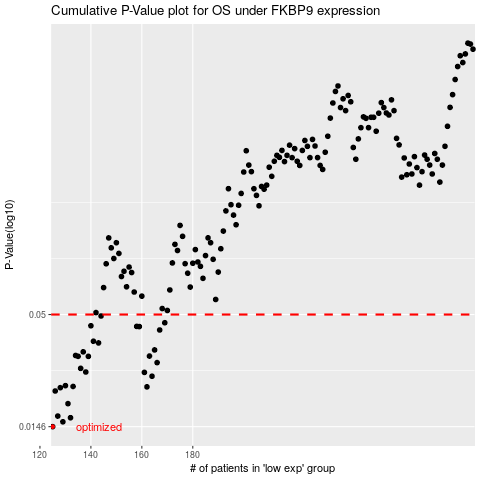 Cumulative P-Value plot for OS under FKBP9 expression
P-Value(log10)
0.05
0.0146
optimized
120 140 160 180
# of patients in 'low exp' group